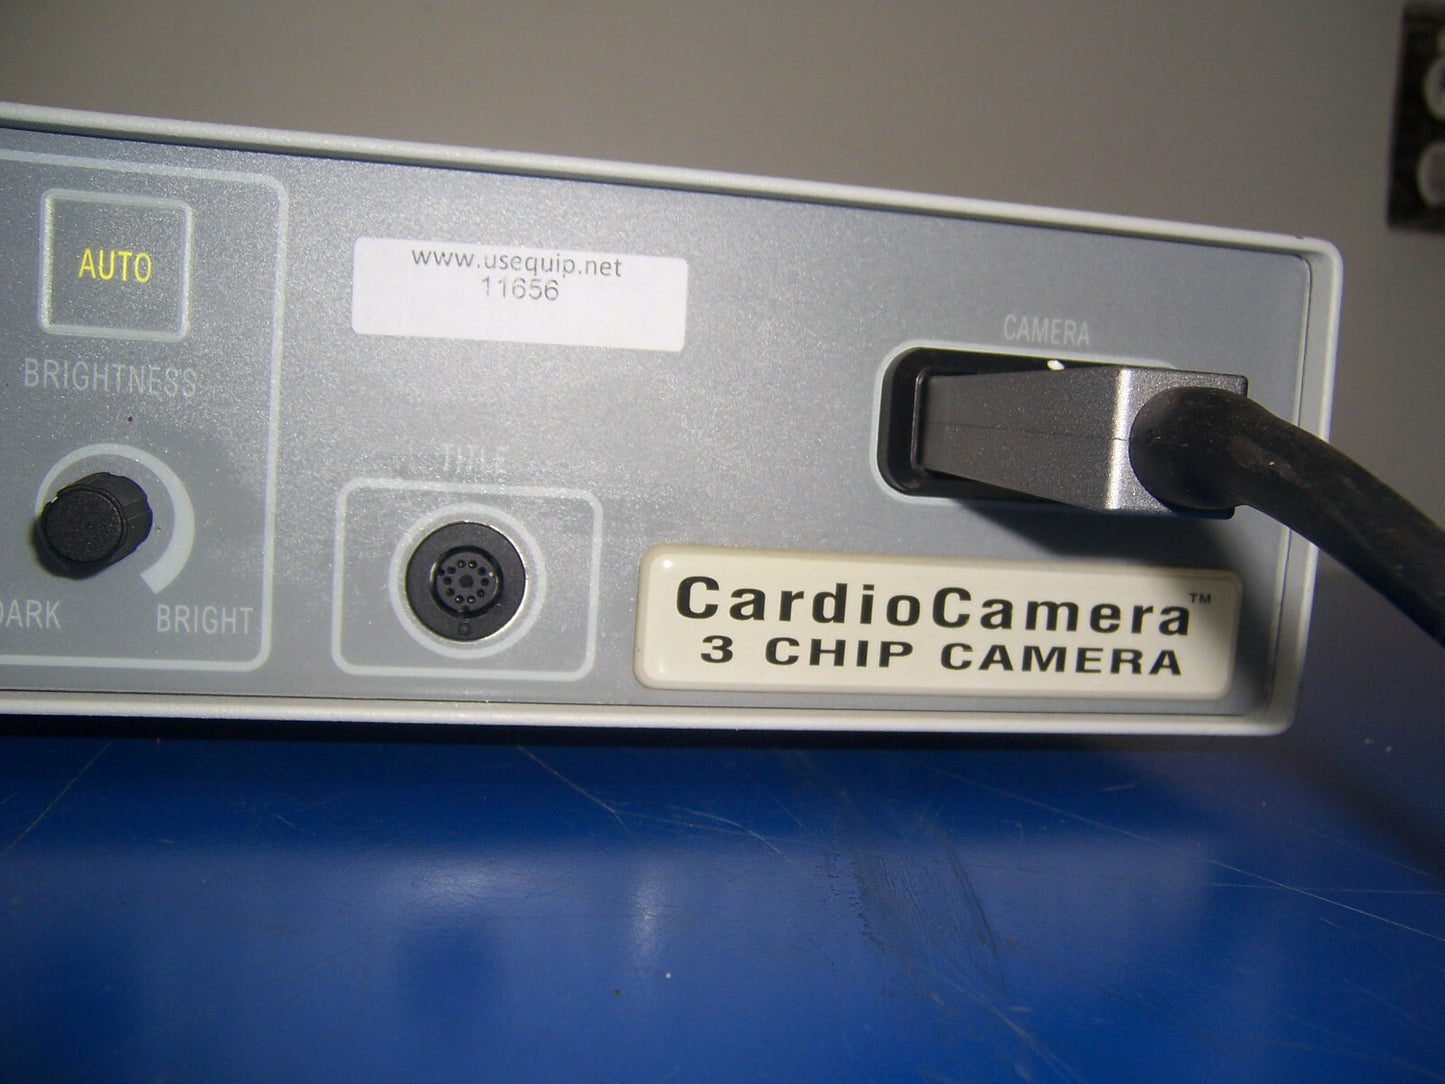 AUTO
BRIGHTNESS
DARK
BRIGHT
www.usequip.net
11656
TITLE
CAMERA
CardioCamera™
3 CHIP CAMERA